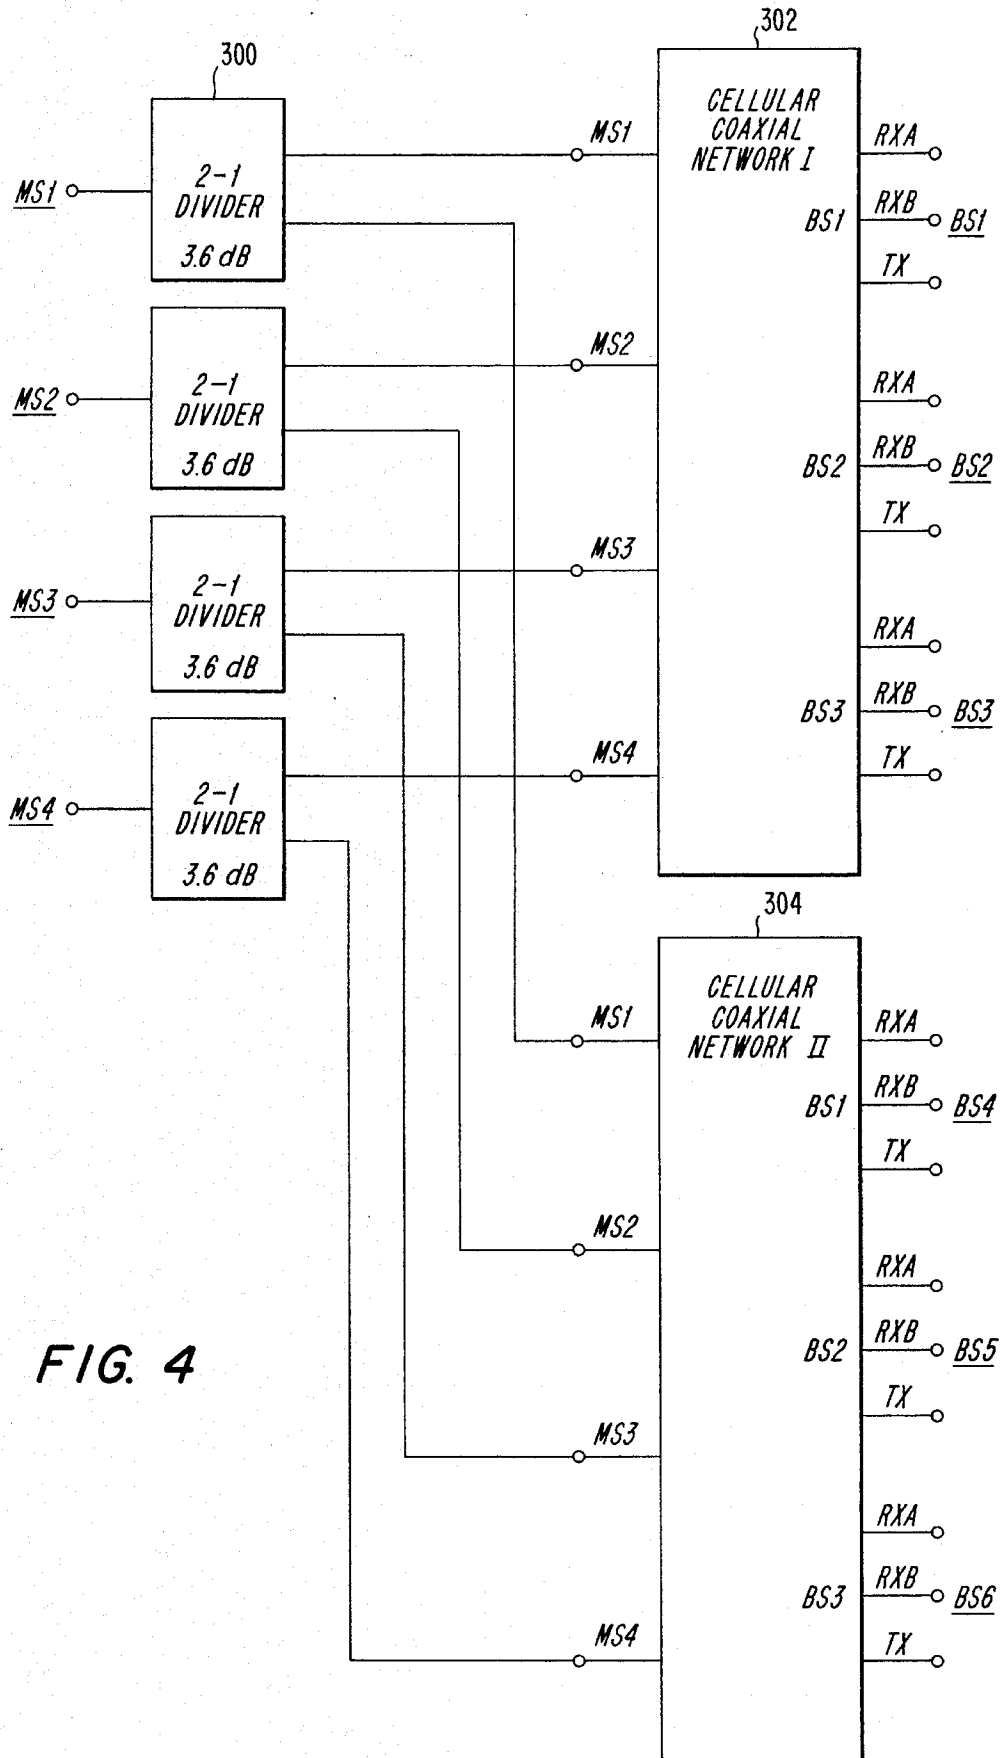 300
302
MS1
2-1
DIVIDER
3.6 dB
MS2
2-1
DIVIDER
3.6 dB
MS3
2-1
DIVIDER
3.6 dB
MS4
2-1
DIVIDER
3.6 dB
MS1
MS2
MS3
MS4
CELLULAR
COAXIAL
NETWORK I
BS1
RXA
RXB
BS1
TX
BS2
RXA
RXB
BS2
TX
BS3
RXA
RXB
BS3
TX
304
MS1
MS2
MS3
MS4
CELLULAR
COAXIAL
NETWORK II
BS1
RXA
RXB
BS4
TX
BS2
RXA
RXB
BS5
TX
BS3
RXA
RXB
BS6
TX
FIG. 4